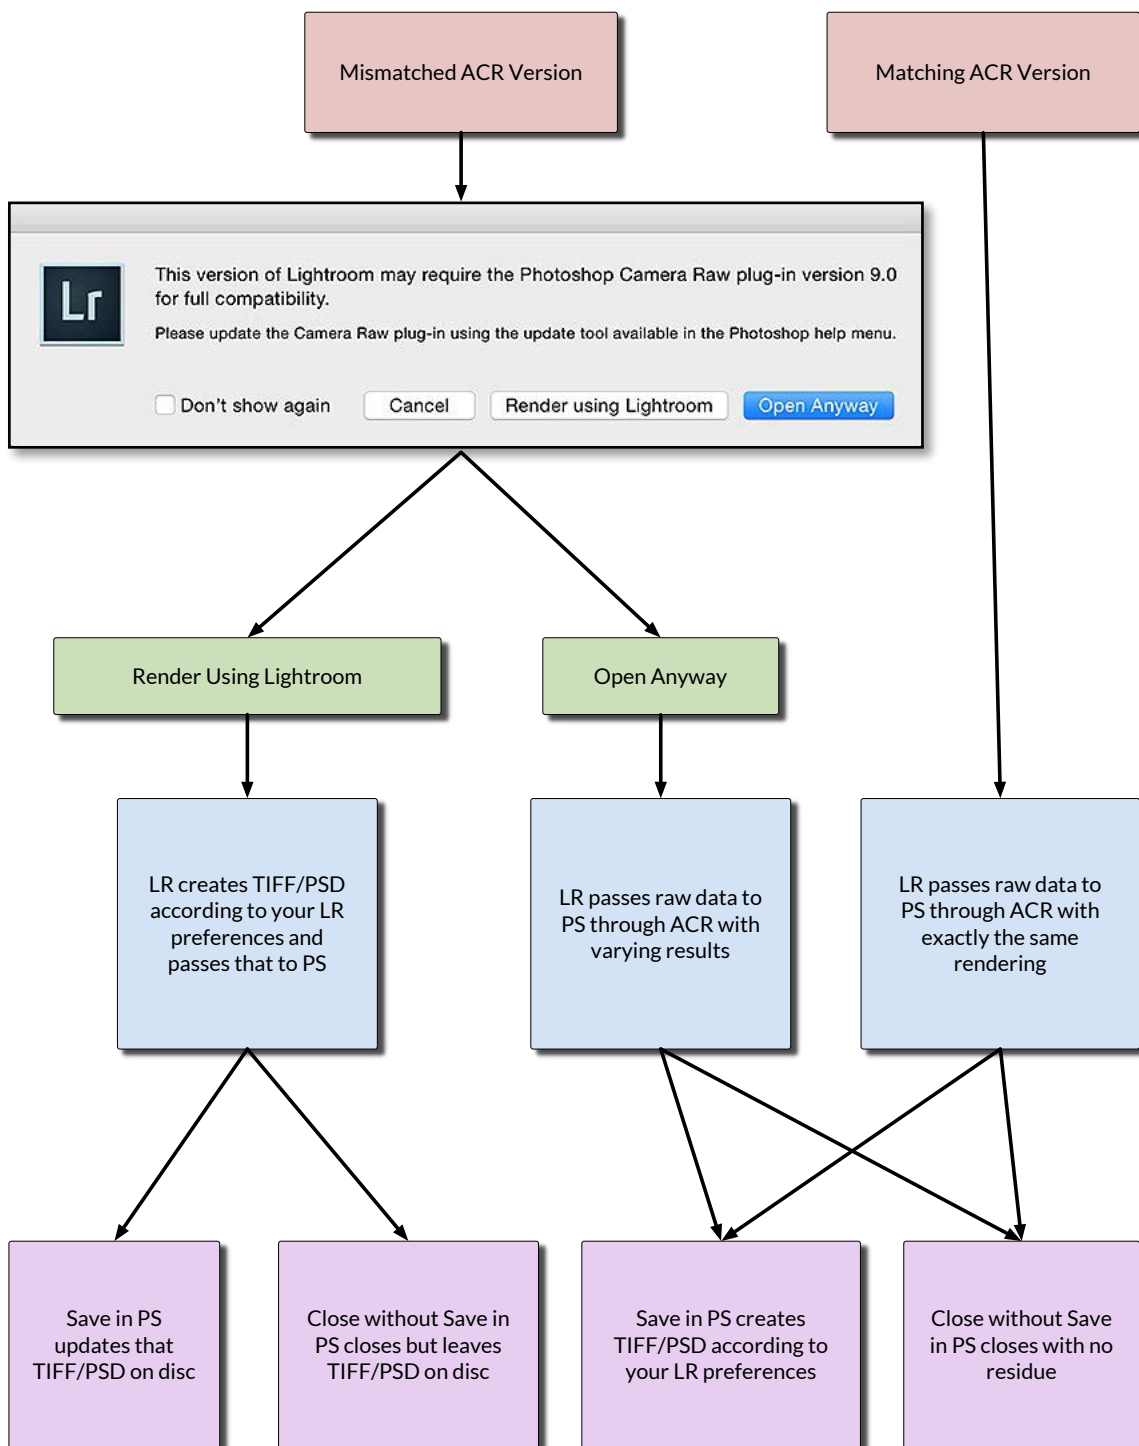 Mismatched ACR Version
Matching ACR Version
Lr
This version of Lightroom may require the Photoshop Camera Raw plug-in version 9.0
for full compatibility.
Please update the Camera Raw plug-in using the update tool available in the Photoshop help menu.
Don't show again
Cancel
Render using Lightroom
Open Anyway
Render Using Lightroom
Open Anyway
LR creates TIFF/PSD
according to your LR
preferences and
passes that to PS
LR passes raw data to
PS through ACR with
varying results
LR passes raw data to
PS through ACR with
exactly the same
rendering
Save in PS
updates that
TIFF/PSD on disc
Close without Save in
PS closes but leaves
TIFF/PSD on disc
Save in PS creates
TIFF/PSD according to
your LR preferences
Close without Save
in PS closes with no
residue